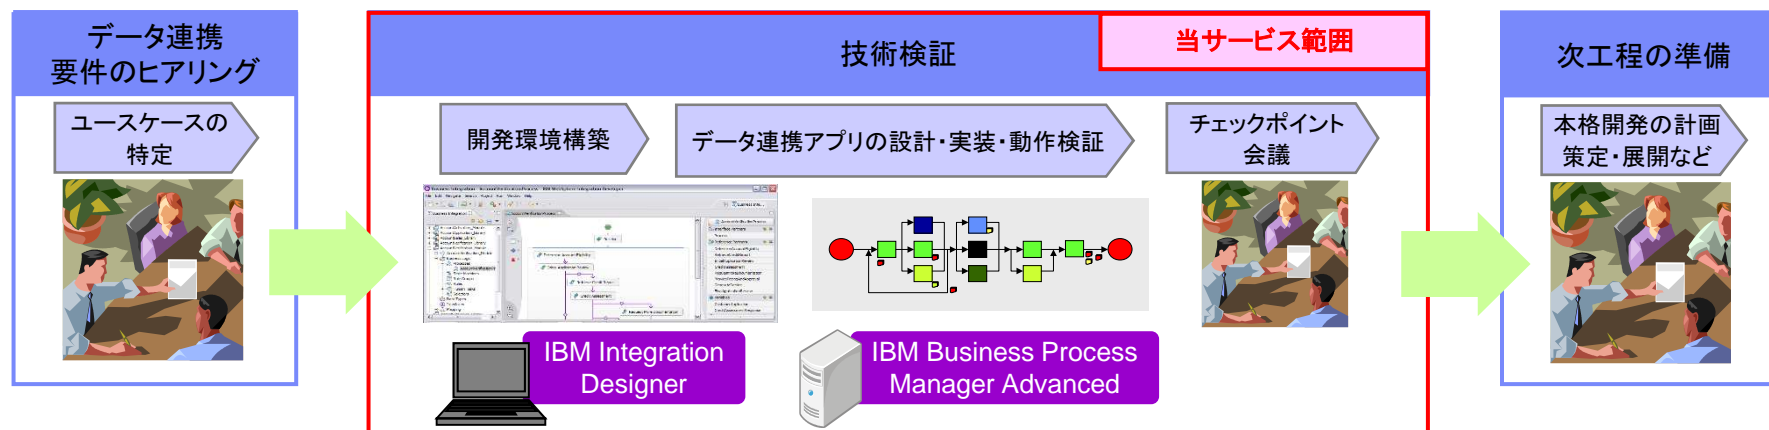 データ連携
要件のヒアリング
ユースケースの
特定
技術検証
当サービス範囲
開発環境構築
データ連携アプリの設計・実装・動作検証
チェックポイント
会議
IBM Integration
Designer
IBM Business Process
Manager Advanced
次工程の準備
本格開発の計画
策定・展開など